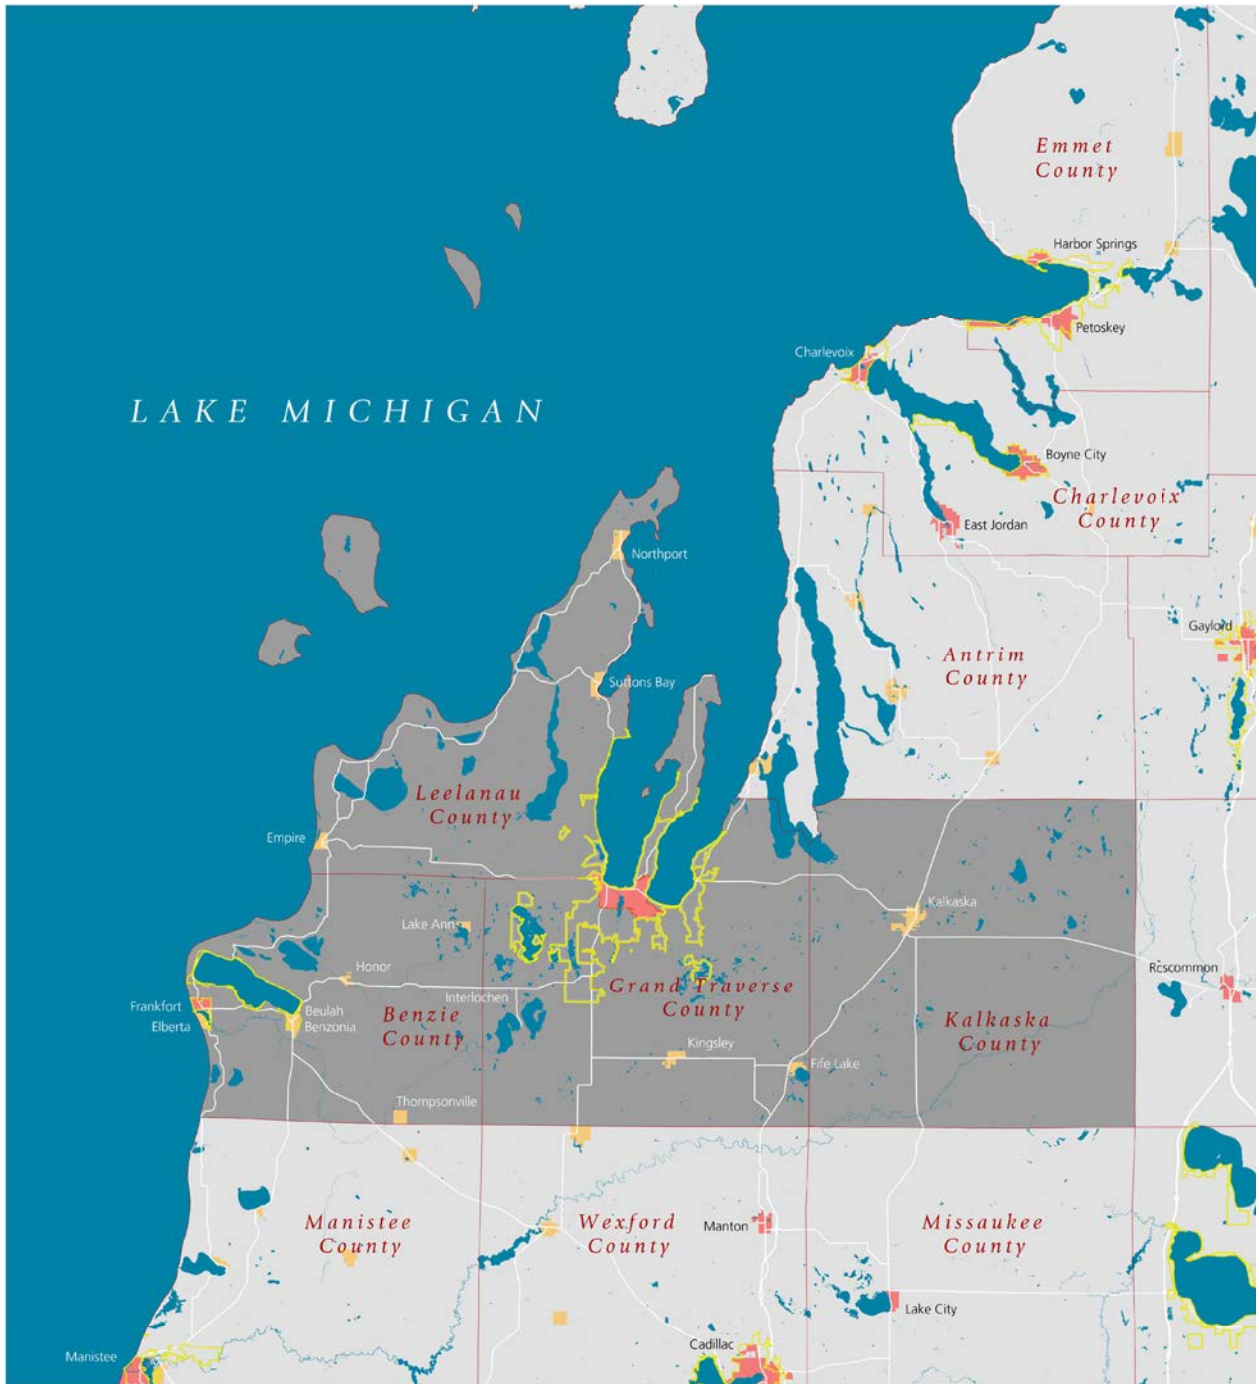 Emmet
County
Harbor Springs
Petoskey
Charlevoix
LAKE MICHIGAN
Boyne City
Charlevoix
County
East Jordan
Northport
Gaylord
Antrim
County
Suttons Bay
Leelanau
County
Empire
Kalkaska
Lake Ann
Honor
Roscommon
Interlochen
Grand Traverse
County
Frankfort
Elberta
Beulah
Benzonia
Benzie
County
Kalkaska
County
Kingsley
Fife Lake
Thompsonville
Manistee
County
Wexford
County
Manton
Missaukee
County
Lake City
Cadillac
Manistee